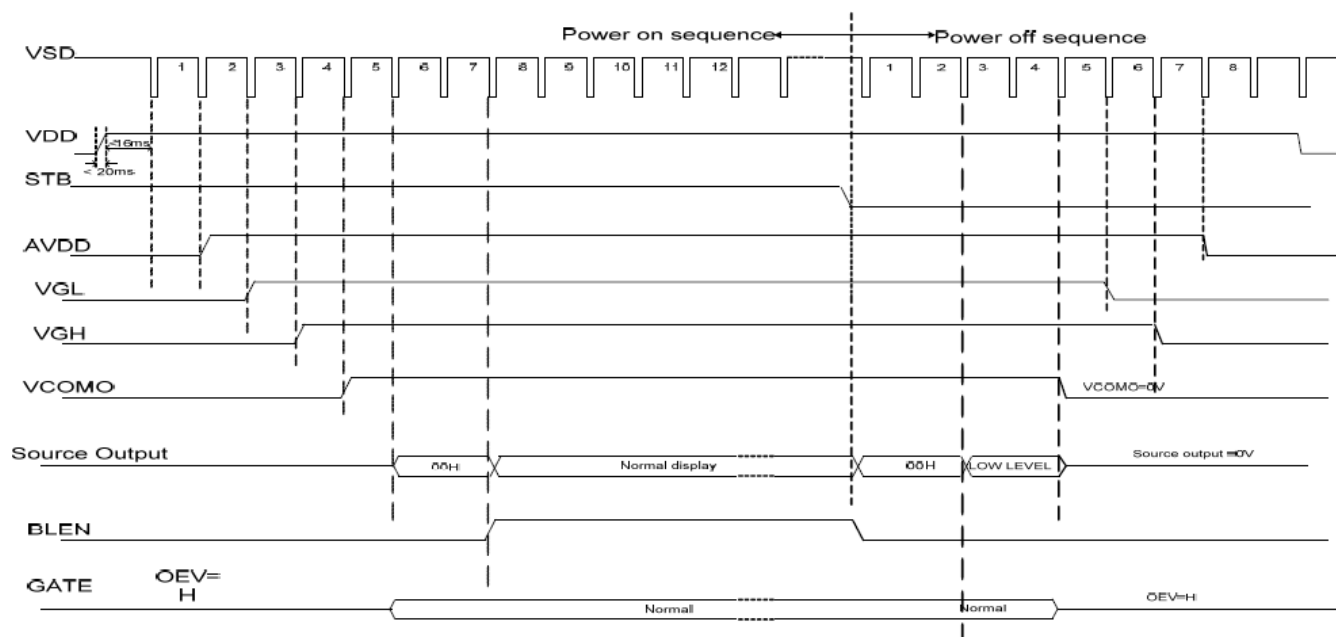 Power on sequence Power off sequence
VSD
1 2 3 4 5 6 7 8 9 10 11 12 1 2 3 4 5 6 7 8
VDD
<16ms
< 20ms
STB
AVDD
VGL
VGH
VCOMO
VCOMO=0V
Source Output
00H Normal display 00H LOW LEVEL Source output =0V
BLEN
GATE
OEV=
H
Normal Normal OEV=H